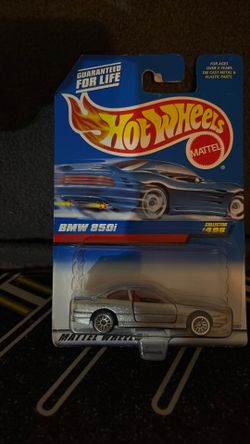 GUARANTEED
FOR LIFE
FOR AGES
OVER 3 YEARS.
DIE CAST METAL &
PLASTIC PARTS.
HOT WHEELS
MATTEL
BMW 850i
COLLECTOR
MATTEL WHEELS